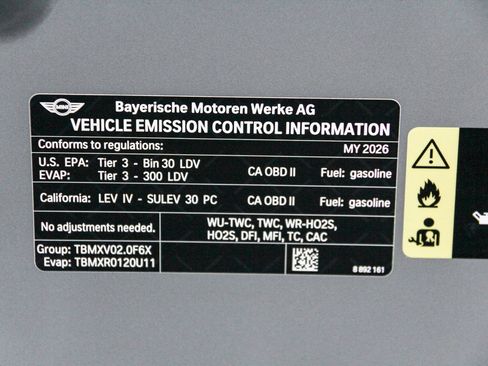 MINI
Bayerische Motoren Werke AG
VEHICLE EMISSION CONTROL INFORMATION
Conforms to regulations: MY 2026
U.S. EPA: Tier 3 - Bin 30 LDV CA OBD II Fuel: gasoline
EVAP: Tier 3 - 300 LDV
California: LEV IV - SULEV 30 PC CA OBD II Fuel: gasoline
No adjustments needed. WU-TWC, TWC, WR-HO2S,
HO2S, DFI, MFI, TC, CAC
Group: TBMXV02.0F6X
Evap: TBMXR0120U11
8 892 161